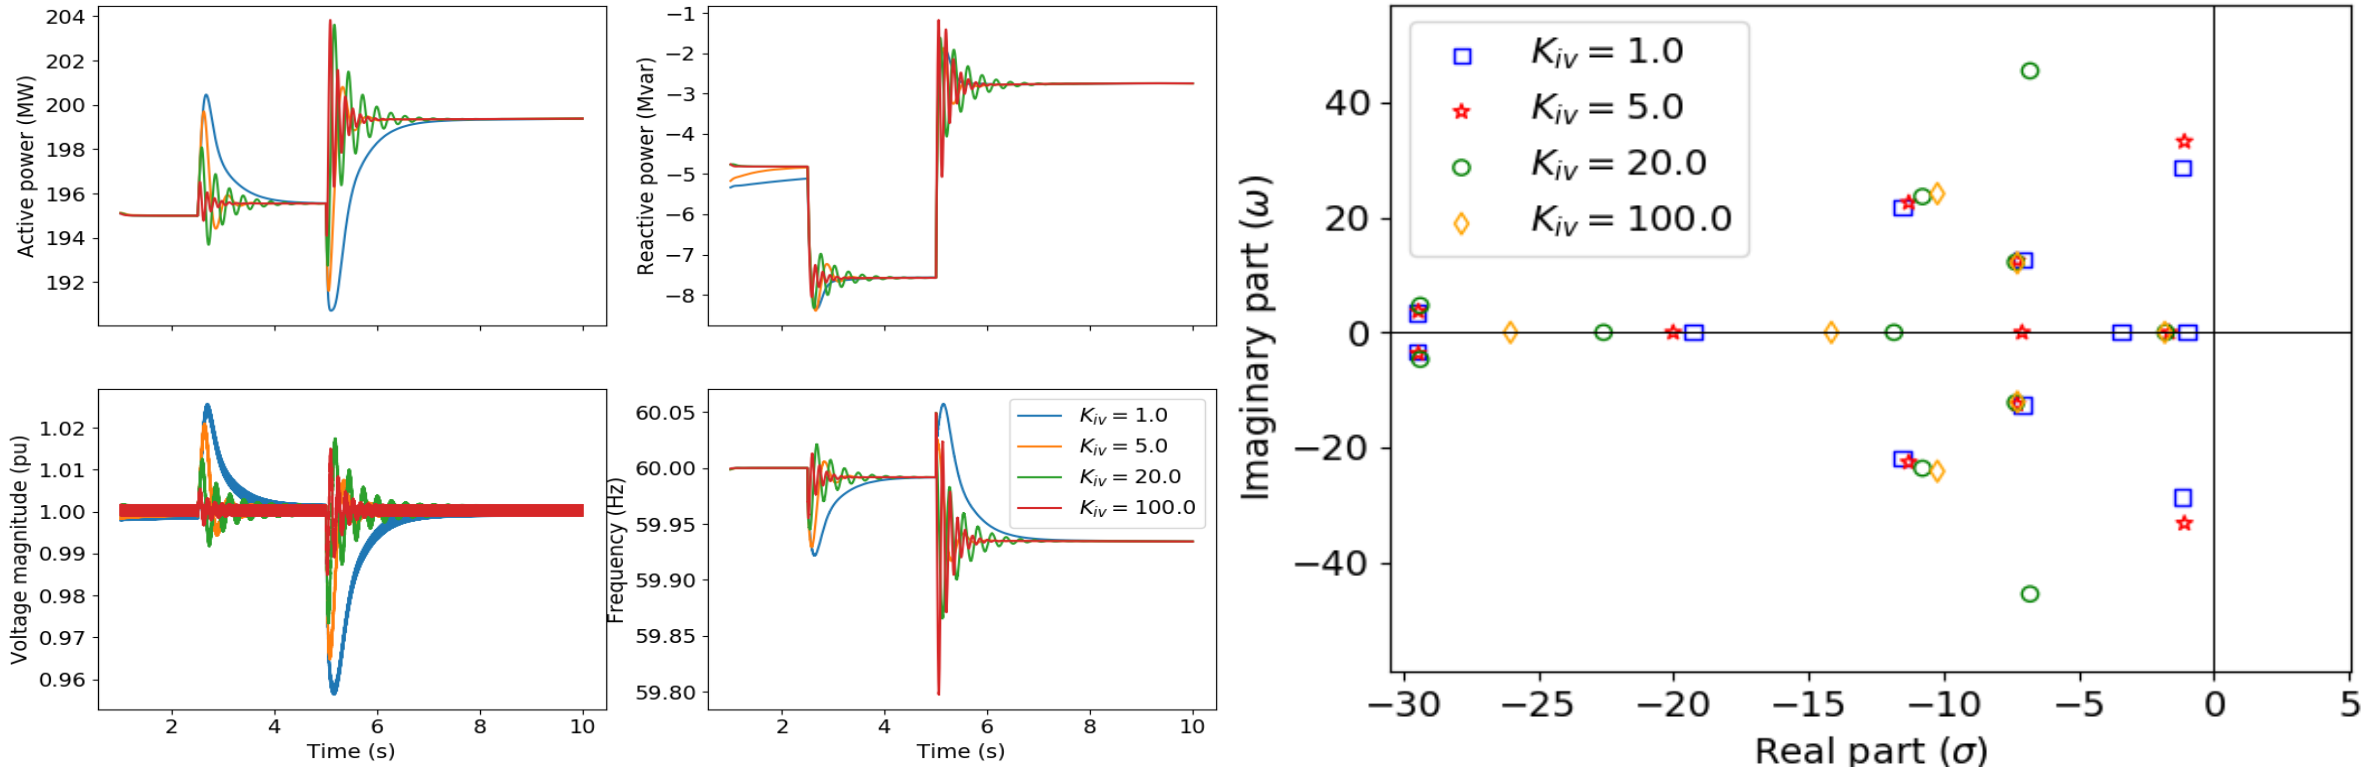 204
202
200
198
196
194
192
Active power (MW)
−1
−2
−3
−4
−5
−6
−7
−8
Reactive power (Mvar)
1.02
1.01
1.00
0.99
0.98
0.97
0.96
Voltage magnitude (pu)
2 4 6 8 10
Time (s)
60.05
60.00
59.95
59.90
59.85
59.80
Frequency (Hz)
K_iv = 1.0
K_iv = 5.0
K_iv = 20.0
K_iv = 100.0
2 4 6 8 10
Time (s)
K_iv = 1.0
K_iv = 5.0
K_iv = 20.0
K_iv = 100.0
40
20
0
−20
−40
Imaginary part (ω)
−30 −25 −20 −15 −10 −5 0 5
Real part (σ)